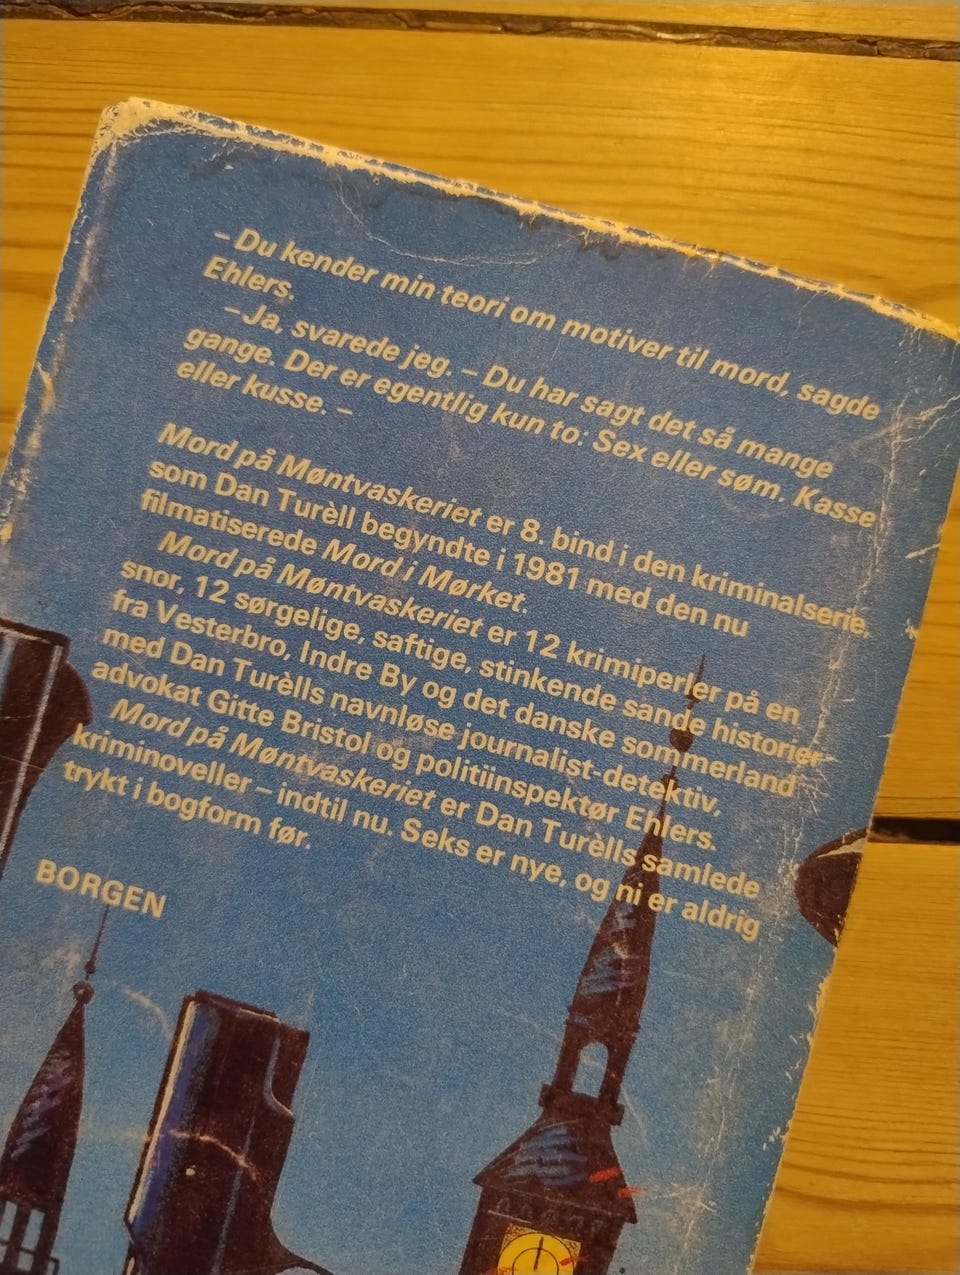 – Du kender min teori om motiver til mord, sagde
Ehlers.
– Ja, svarede jeg. – Du har sagt det så mange
gange. Der er egentlig kun to: Sex eller søm. Kasse
eller kusse. –
Mord på Møntvaskeriet er 8. bind i den kriminalserie,
som Dan Turèll begyndte i 1981 med den nu
filmatiserede Mord i Mørket.
Mord på Møntvaskeriet er 12 krimiperler på en
snor, 12 sørgelige, saftige, stinkende sande historier
fra Vesterbro, Indre By og det danske sommerland
med Dan Turèlls navnløse journalist-detektiv,
advokat Gitte Bristol og politiinspektør Ehlers.
Mord på Møntvaskeriet er Dan Turèlls samlede
kriminoveller – indtil nu. Seks er nye, og ni er aldrig
trykt i bogform før.
BORGEN